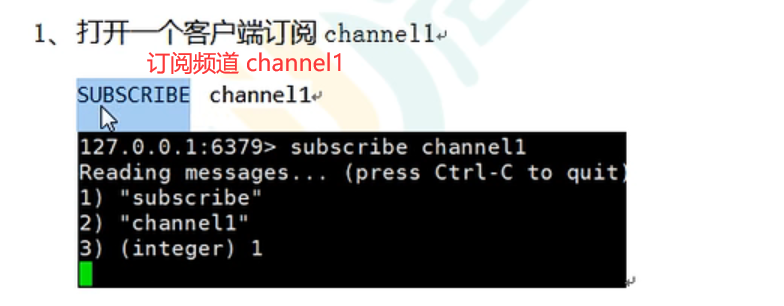 1、打开一个客户端订阅 channel1
订阅频道 channel1
SUBSCRIBE channel1
127.0.0.1:6379> subscribe channel1
Reading messages... (press Ctrl-C to quit)
1) "subscribe"
2) "channel1"
3) (integer) 1